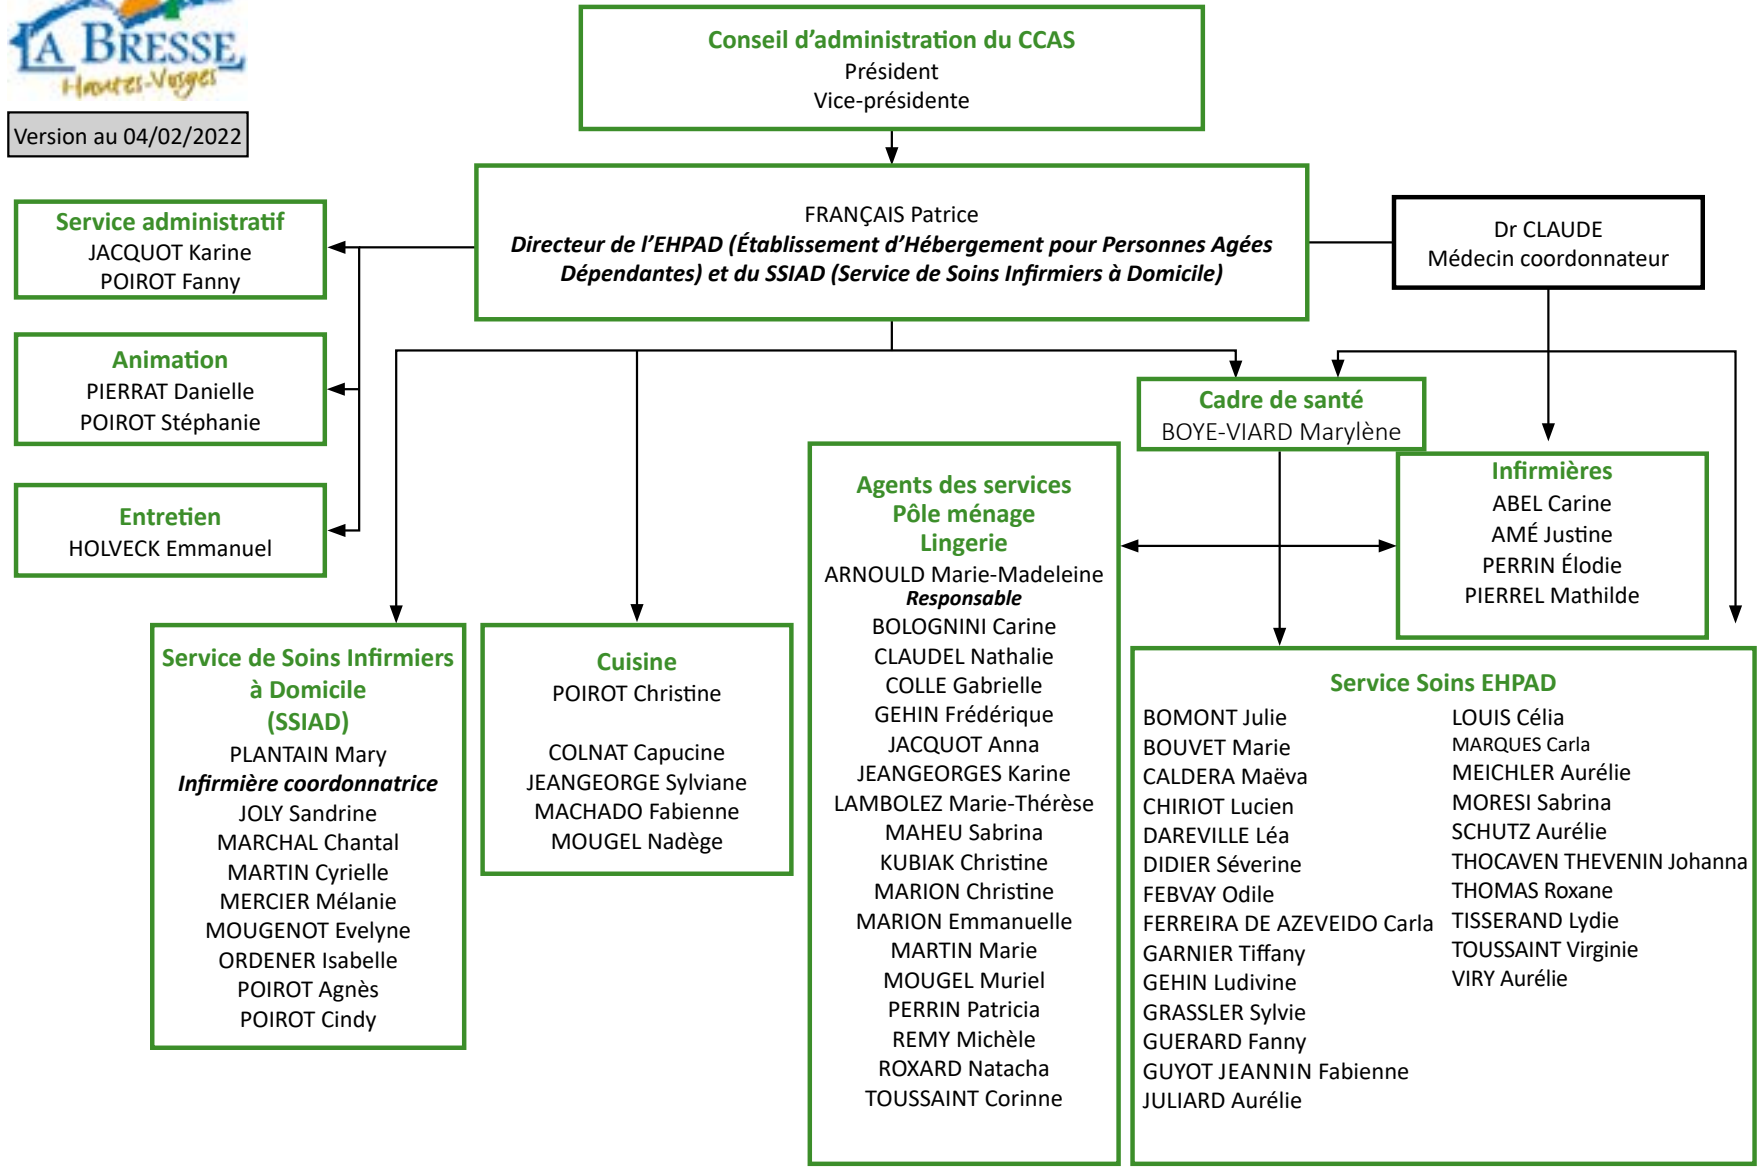 LA BRESSE
Hautes-Vosges
Version au 04/02/2022
Conseil d’administration du CCAS
Président
Vice-présidente
FRANÇAIS Patrice
Directeur de l’EHPAD (Établissement d’Hébergement pour Personnes Agées
Dépendantes) et du SSIAD (Service de Soins Infirmiers à Domicile)
Dr CLAUDE
Médecin coordonnateur
Service administratif
JACQUOT Karine
POIROT Fanny
Animation
PIERRAT Danielle
POIROT Stéphanie
Entretien
HOLVECK Emmanuel
Cadre de santé
BOYE-VIARD Marylène
Infirmières
ABEL Carine
AMÉ Justine
PERRIN Élodie
PIERREL Mathilde
Service de Soins Infirmiers
à Domicile
(SSIAD)
PLANTAIN Mary
Infirmière coordonnatrice
JOLY Sandrine
MARCHAL Chantal
MARTIN Cyrielle
MERCIER Mélanie
MOUGENOT Evelyne
ORDENER Isabelle
POIROT Agnès
POIROT Cindy
Cuisine
POIROT Christine
COLNAT Capucine
JEANGEORGE Sylviane
MACHADO Fabienne
MOUGEL Nadège
Agents des services
Pôle ménage
Lingerie
ARNOULD Marie-Madeleine
Responsable
BOLOGNINI Carine
CLAUDEL Nathalie
COLLE Gabrielle
GEHIN Frédérique
JACQUOT Anna
JEANGEORGES Karine
LAMBOLEZ Marie-Thérèse
MAHEU Sabrina
KUBIAK Christine
MARION Christine
MARION Emmanuelle
MARTIN Marie
MOUGEL Muriel
PERRIN Patricia
REMY Michèle
ROXARD Natacha
TOUSSAINT Corinne
Service Soins EHPAD
BOMONT Julie
BOUVET Marie
CALDERA Maëva
CHIRIOT Lucien
DAREVILLE Léa
DIDIER Séverine
FEBVAY Odile
FERREIRA DE AZEVEIDO Carla
GARNIER Tiffany
GEHIN Ludivine
GRASSLER Sylvie
GUERARD Fanny
GUYOT JEANNIN Fabienne
JULIARD Aurélie
LOUIS Célia
MARQUES Carla
MEICHLER Aurélie
MORESI Sabrina
SCHUTZ Aurélie
THOCAVEN THEVENIN Johanna
THOMAS Roxane
TISSERAND Lydie
TOUSSAINT Virginie
VIRY Aurélie